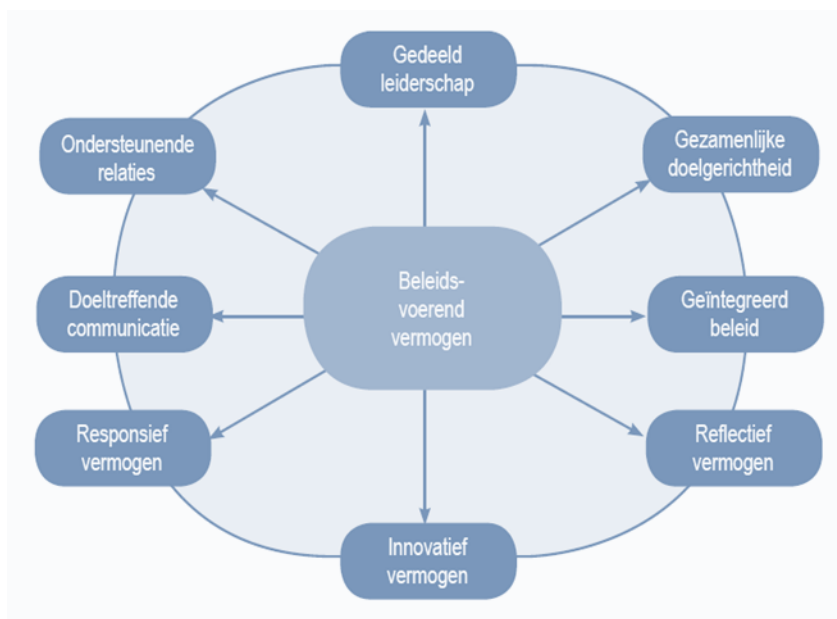 Gedeeld
leiderschap
Ondersteunende
relaties
Gezamenlijke
doelgerichtheid
Beleids-
voerend
vermogen
Doeltreffende
communicatie
Geïntegreerd
beleid
Responsief
vermogen
Reflectief
vermogen
Innovatief
vermogen